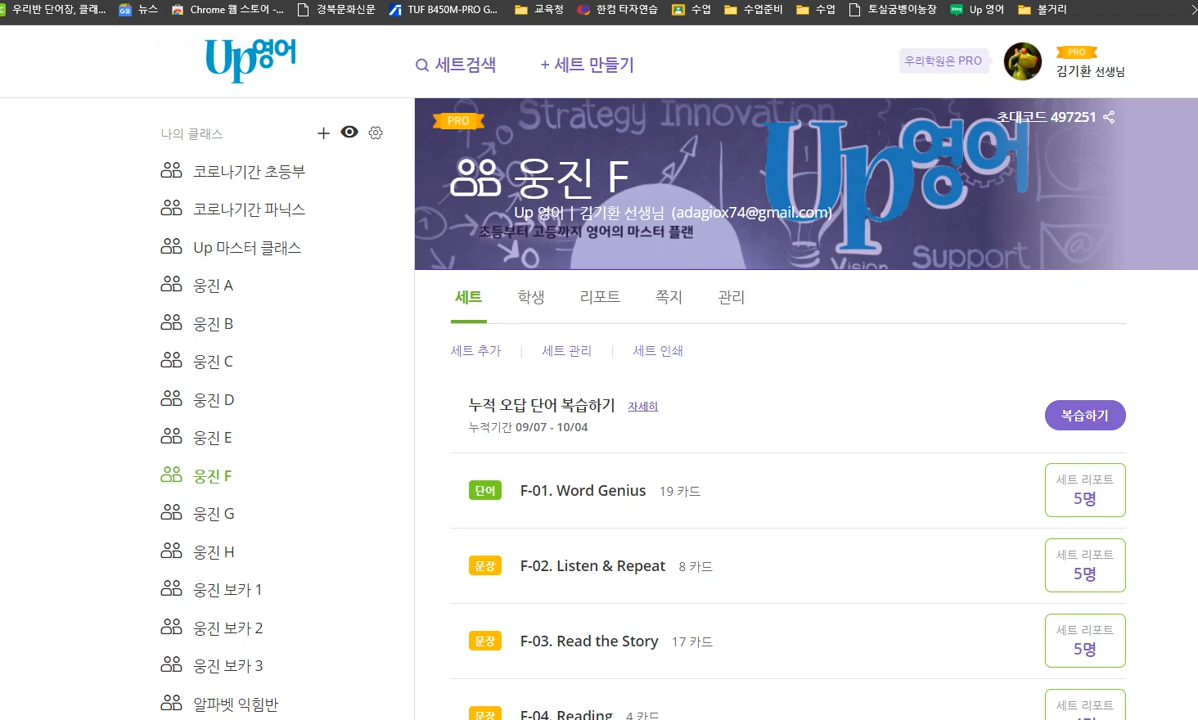 우리반 단어장, 클래...
뉴스
Chrome 웹 스토어 -...
경북문화신문
TUF B450M-PRO G...
교육청
한컴 타자연습
수업
수업준비
수업
토실굼벵이농장
Up 영어
볼거리
Up영어
세트검색
+ 세트 만들기
우리학원은 PRO
PRO
김기환 선생님
나의 클래스
코로나기간 초등부
코로나기간 파닉스
Up 마스터 클래스
웅진 A
웅진 B
웅진 C
웅진 D
웅진 E
웅진 F
웅진 G
웅진 H
웅진 보카 1
웅진 보카 2
웅진 보카 3
알파벳 익힘반
PRO
Strategy Innovation
초대코드 497251
Up영어
웅진 F
Up 영어 | 김기환 선생님 (adagiox74@gmail.com)
초등부터 고등까지 영어의 마스터 플랜
Vision
Support
세트
학생
리포트
쪽지
관리
세트 추가
세트 관리
세트 인쇄
누적 오답 단어 복습하기 자세히
누적기간 09/07 - 10/04
복습하기
단어 F-01. Word Genius 19 카드
세트 리포트
5명
문장 F-02. Listen & Repeat 8 카드
세트 리포트
5명
문장 F-03. Read the Story 17 카드
세트 리포트
5명
문장 F-04. Reading 4 카드
세트 리포트